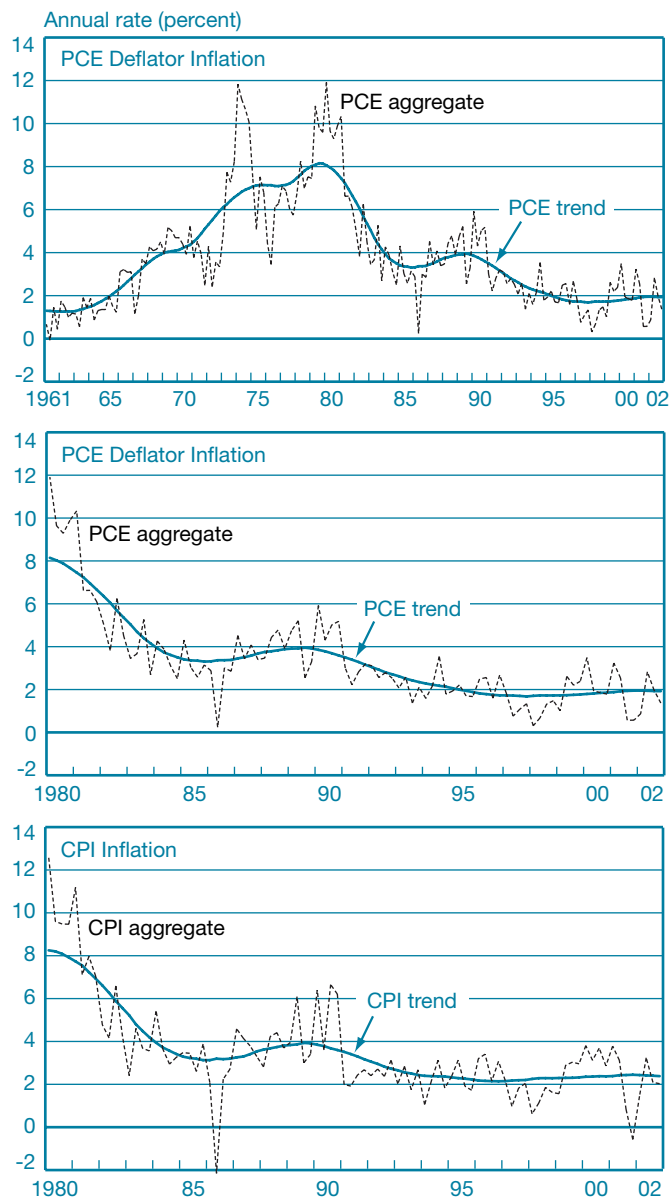 Annual rate (percent)
14
PCE Deflator Inflation
12
PCE aggregate
10
8
PCE trend
6
4
2
0
-2
1961 65 70 75 80 85 90 95 00 02
14
PCE Deflator Inflation
12
10
PCE aggregate
8
6
PCE trend
4
2
0
-2
1980 85 90 95 00 02
14
CPI Inflation
12
10
CPI aggregate
8
6
CPI trend
4
2
0
-2
1980 85 90 95 00 02